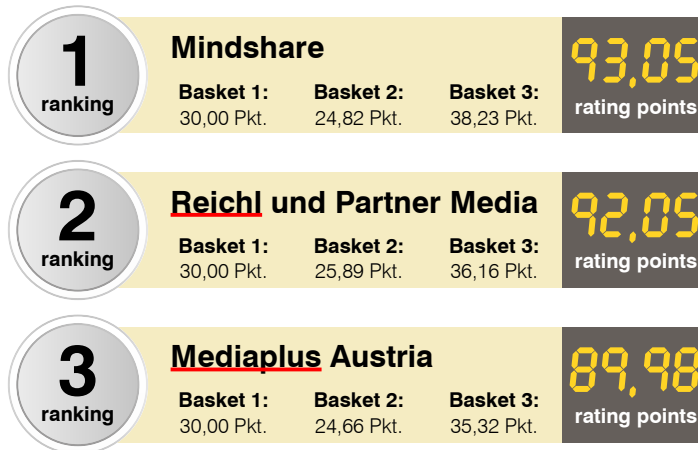 1
ranking
Mindshare
Basket 1: Basket 2: Basket 3:
30,00 Pkt. 24,82 Pkt. 38,23 Pkt.
93,05
rating points
2
ranking
Reichl und Partner Media
Basket 1: Basket 2: Basket 3:
30,00 Pkt. 25,89 Pkt. 36,16 Pkt.
92,05
rating points
3
ranking
Mediaplus Austria
Basket 1: Basket 2: Basket 3:
30,00 Pkt. 24,66 Pkt. 35,32 Pkt.
89,98
rating points